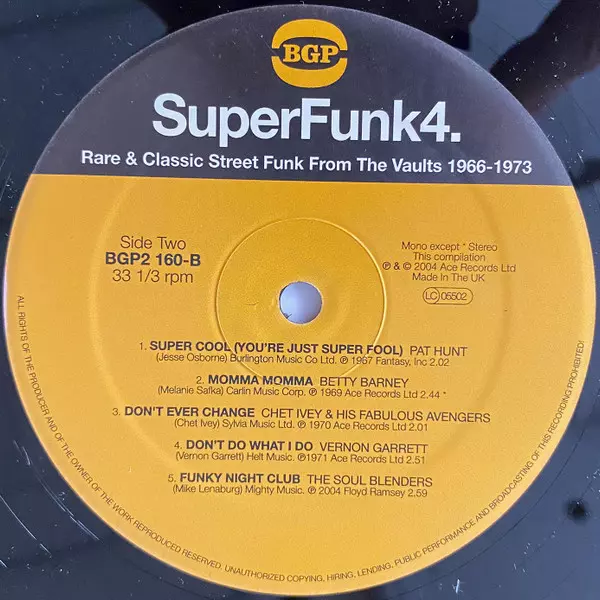 BGP
SuperFunk4.
Rare & Classic Street Funk From The Vaults 1966-1973
Side Two
BGP2 160-B
33 1/3 rpm
Mono except * Stereo
This compilation
℗ & © 2004 Ace Records Ltd
Made In The UK
LC 05502
1. SUPER COOL (YOU'RE JUST SUPER FOOL) PAT HUNT
(Jesse Osborne) Burlington Music Co Ltd. ℗ 1967 Fantasy, Inc 2.02
2. MOMMA MOMMA BETTY BARNEY
(Melanie Safka) Carlin Music Corp. ℗ 1969 Ace Records Ltd 2.44 *
3. DON'T EVER CHANGE CHET IVEY & HIS FABULOUS AVENGERS
(Chet Ivey) Sylvia Music Ltd. ℗ 1970 Ace Records Ltd 2.01
4. DON'T DO WHAT I DO VERNON GARRETT
(Vernon Garrett) Helt Music. ℗1971 Ace Records Ltd 2.51
5. FUNKY NIGHT CLUB THE SOUL BLENDERS
(Mike Lenaburg) Mighty Music. ℗ 2004 Floyd Ramsey 2.59
ALL RIGHTS OF THE PRODUCER AND OF THE OWNER OF THE WORK REPRODUCED RESERVED. UNAUTHORIZED COPYING, HIRING, LENDING, PUBLIC PERFORMANCE AND BROADCASTING OF THIS RECORDING PROHIBITED!